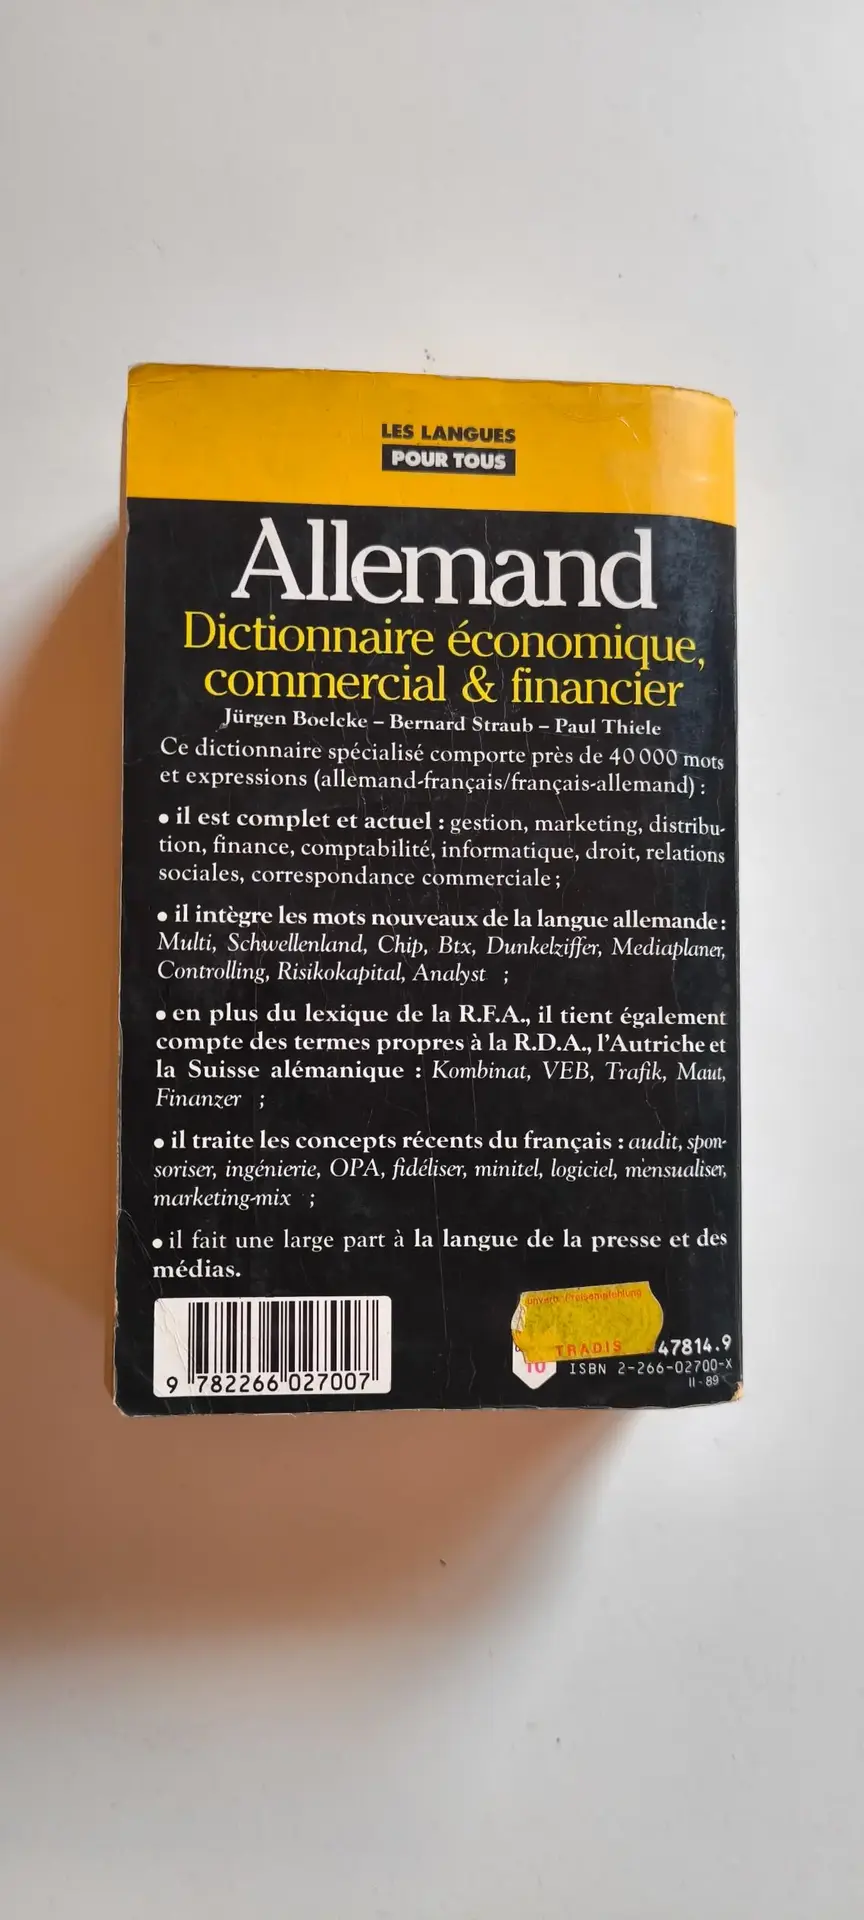 LES LANGUES
POUR TOUS
Allemand
Dictionnaire économique,
commercial & financier
Jürgen Boelcke – Bernard Straub – Paul Thiele
Ce dictionnaire spécialisé comporte près de 40 000 mots
et expressions (allemand-français/français-allemand) :
• il est complet et actuel : gestion, marketing, distribu-
tion, finance, comptabilité, informatique, droit, relations
sociales, correspondance commerciale ;
• il intègre les mots nouveaux de la langue allemande :
Multi, Schwellenland, Chip, Btx, Dunkelziffer, Mediaplaner,
Controlling, Risikokapital, Analyst ;
• en plus du lexique de la R.F.A., il tient également
compte des termes propres à la R.D.A., l'Autriche et
la Suisse alémanique : Kombinat, VEB, Trafik, Maut,
Finanzer ;
• il traite les concepts récents du français : audit, spon-
soriser, ingénierie, OPA, fidéliser, minitel, logiciel, mensualiser,
marketing-mix ;
• il fait une large part à la langue de la presse et des
médias.
unverb. Preisempfehlung
TRADIS
10
47814.9
ISBN 2-266-02700-X
II - 89
9 782266 027007